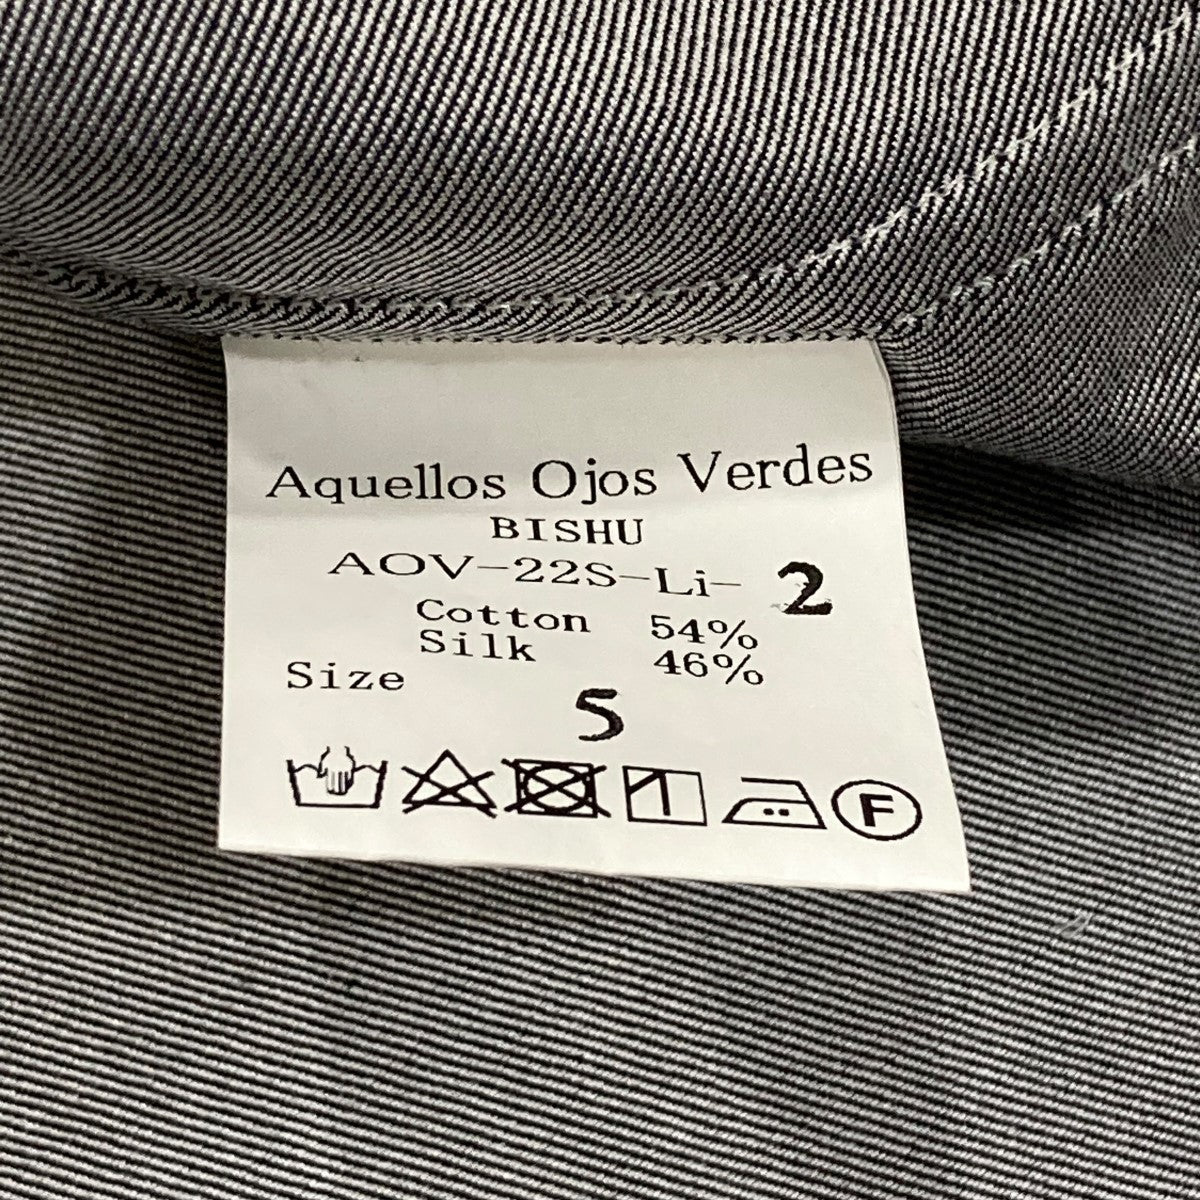 Aquellos Ojos Verdes
BISHU
AOV-22S-Li- 2
Cotton 54%
Silk 46%
Size 5
F